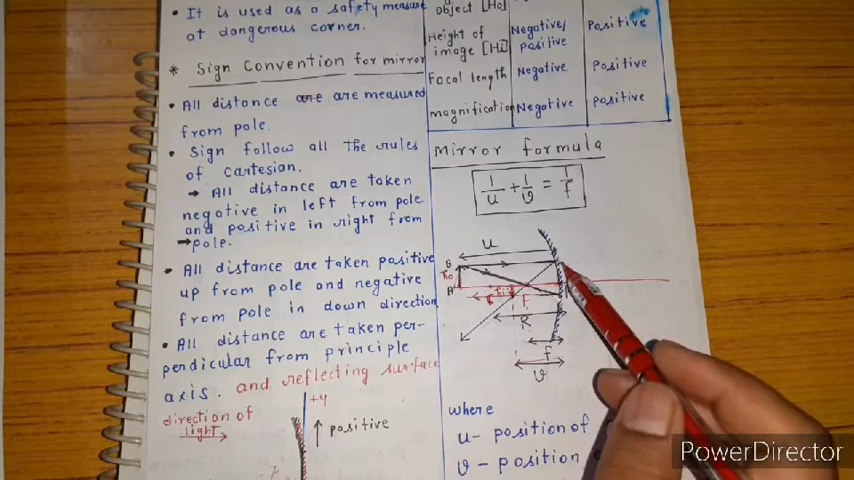 • It is used as a safety measure
at dangerous corner.
* Sign Convention for mirror
• All distance are are measured
from pole.
• Sign follow all the rules
of cartesian.
→ All distance are taken
negative in left from pole
and positive in right from
→ pole.
• All distance are taken positive
up from pole and negative
from pole in down direction
• All distance are taken per-
pendicular from principle
axis. and reflecting surface
direction of
light
+y
positive
object [Ho]
Positive
Height of
image [Hi]
Negative/
positive
Positive
Focal length
Negative
Positive
magnification
Negative
Positive
Mirror formula
1/u + 1/v = 1/f
u
B
ho
A
hi
F
R
f
v
where
u- position of
v - position
PowerDirector